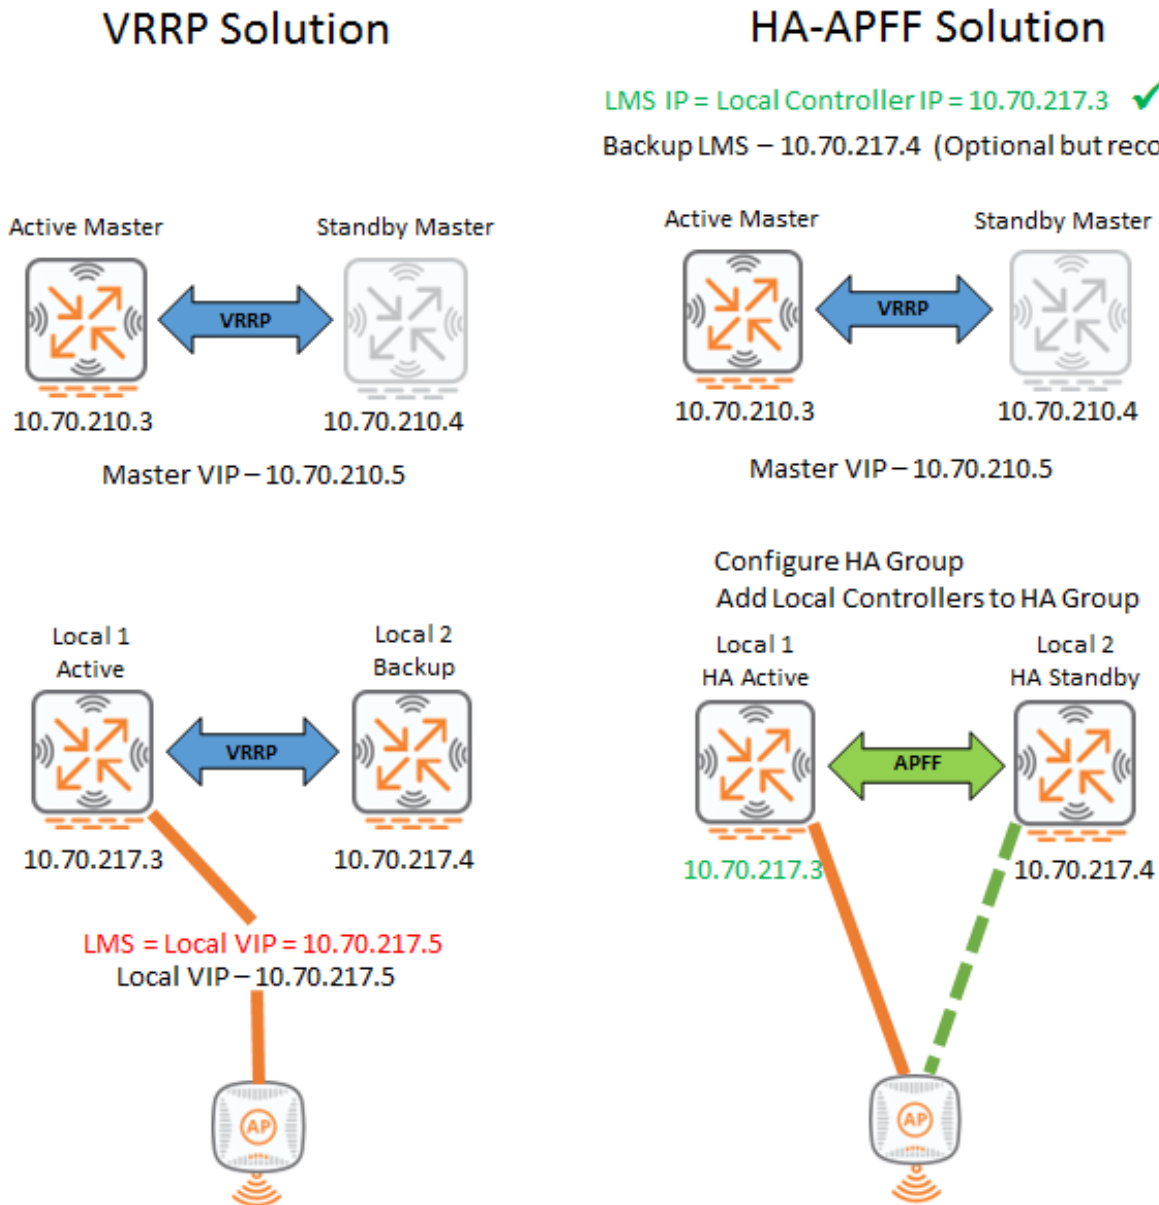 VRRP Solution
HA-APFF Solution
LMS IP = Local Controller IP = 10.70.217.3 ✓
Backup LMS – 10.70.217.4 (Optional but reco
Active Master
Standby Master
VRRP
10.70.210.3
10.70.210.4
Master VIP – 10.70.210.5
Active Master
Standby Master
VRRP
10.70.210.3
10.70.210.4
Master VIP – 10.70.210.5
Local 1
Active
Local 2
Backup
VRRP
10.70.217.3
10.70.217.4
LMS = Local VIP = 10.70.217.5
Local VIP – 10.70.217.5
AP
Configure HA Group
Add Local Controllers to HA Group
Local 1
HA Active
Local 2
HA Standby
APFF
10.70.217.3
10.70.217.4
AP